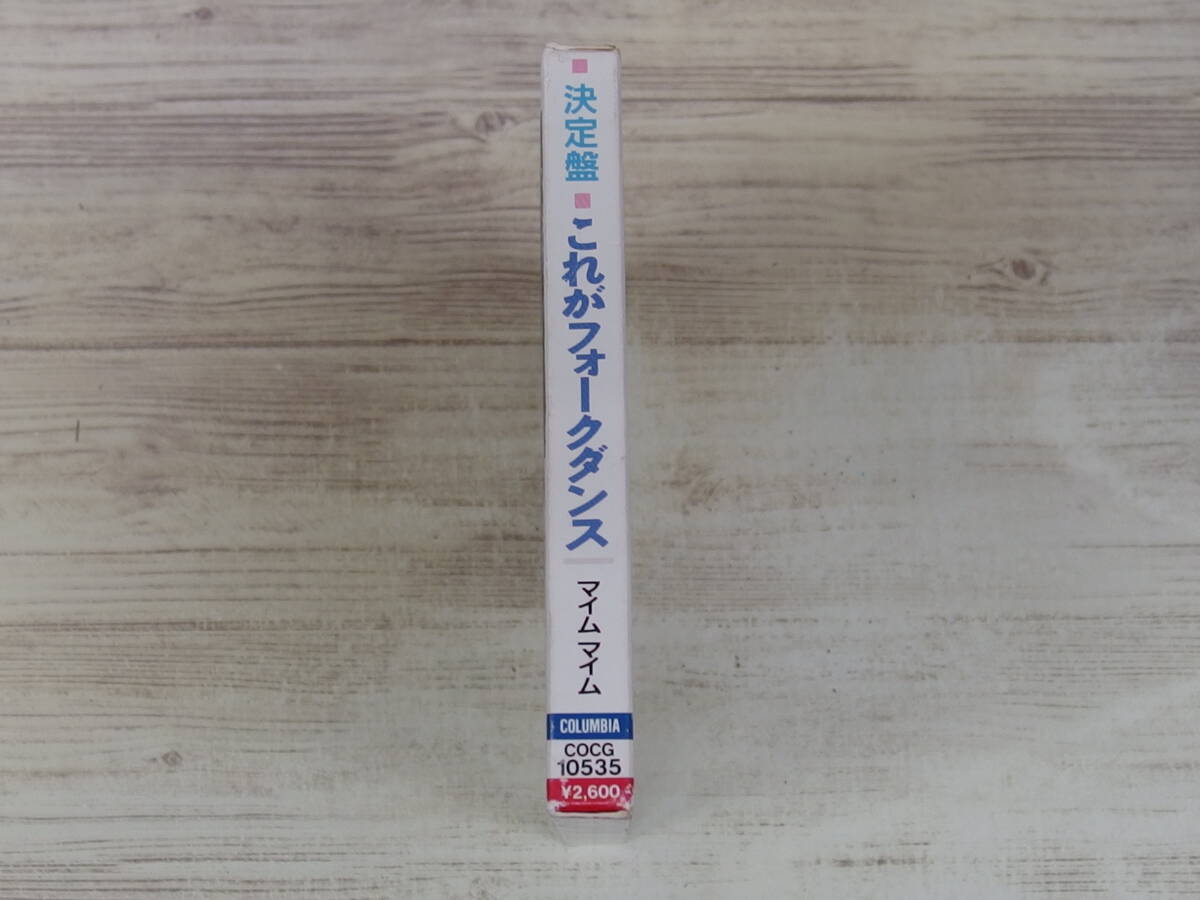 ■決定盤■これがフォークダンス
マイム マイム
COLUMBIA
COCG
10535
¥2,600